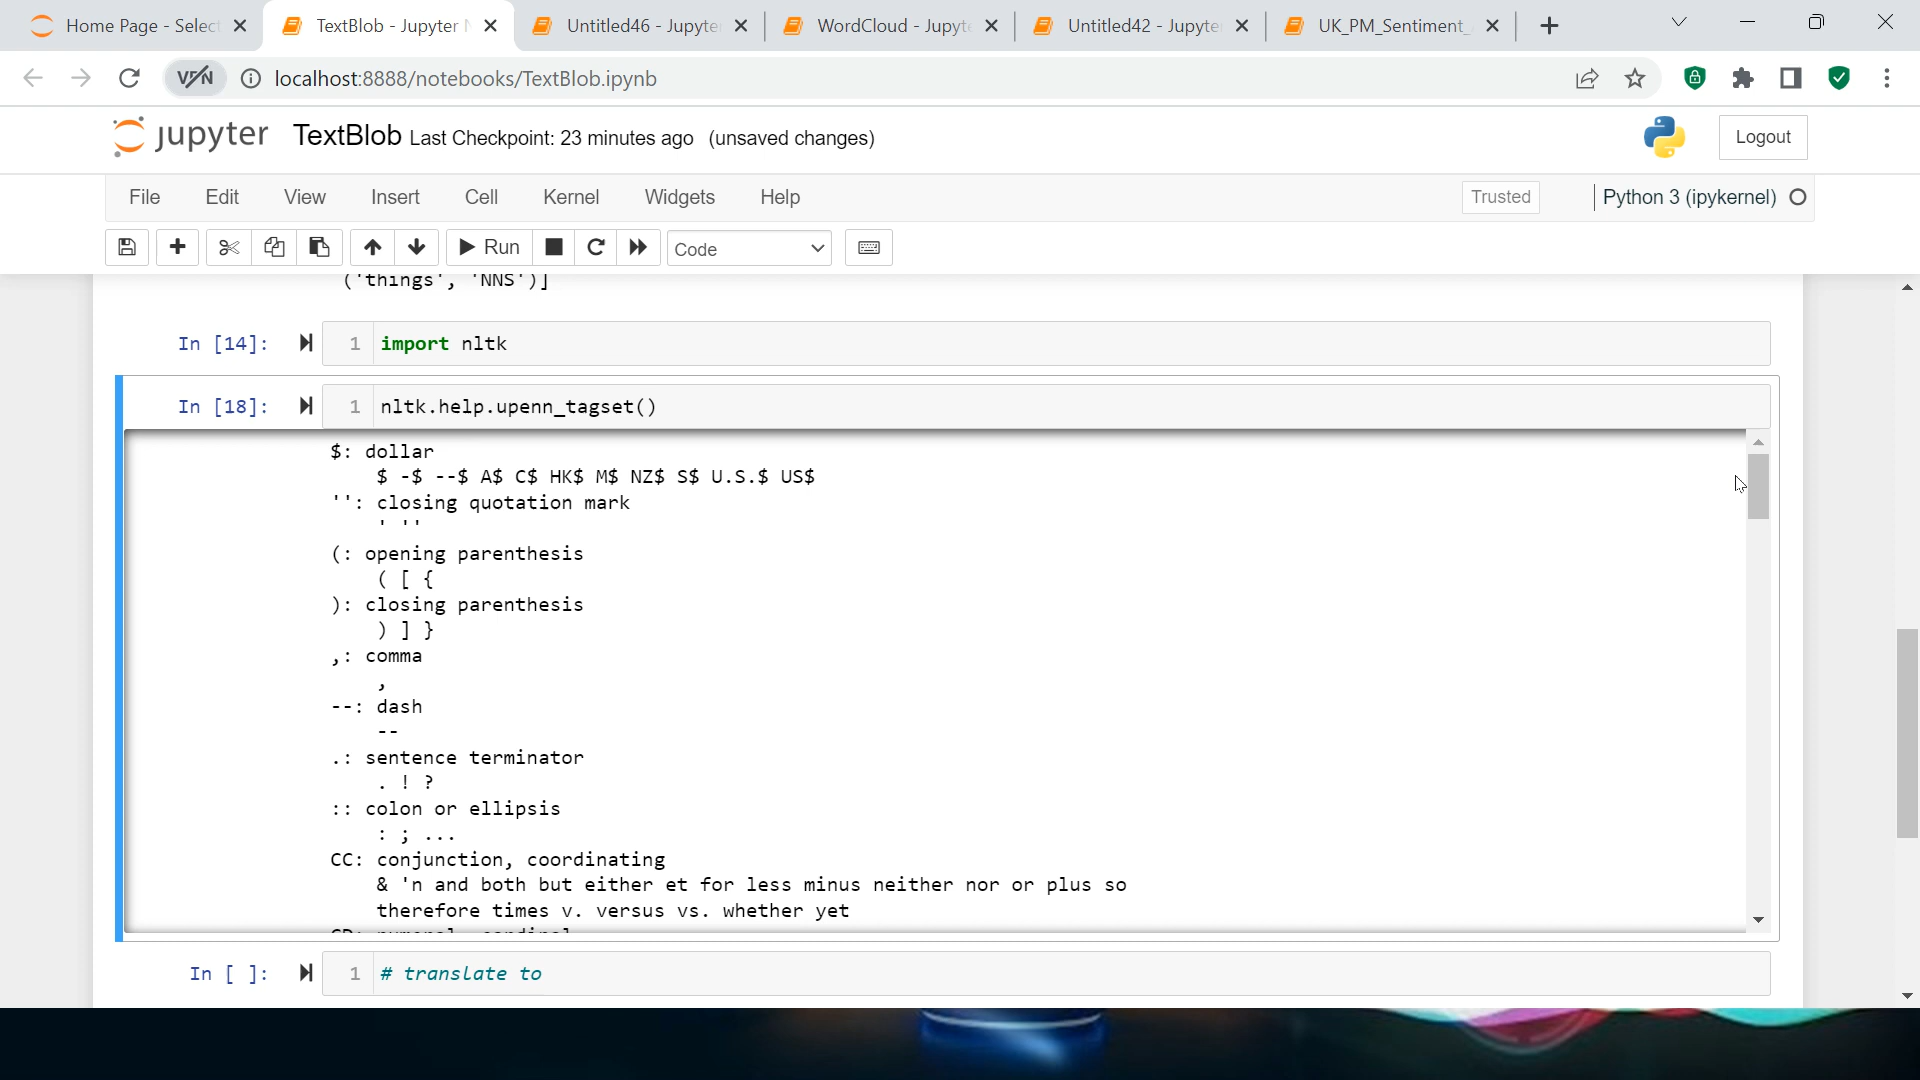 Home Page - Select
TextBlob - Jupyter N
Untitled46 - Jupyter
WordCloud - Jupyte
Untitled42 - Jupyter
UK_PM_Sentiment_
VPN
localhost:8888/notebooks/TextBlob.ipynb
jupyter TextBlob Last Checkpoint: 23 minutes ago (unsaved changes)
Logout
File Edit View Insert Cell Kernel Widgets Help
Trusted
Python 3 (ipykernel)
Run
Code
('things', 'NNS')]
In [14]: 1 import nltk
In [18]: 1 nltk.help.upenn_tagset()
$: dollar
$ -$ --$ A$ C$ HK$ M$ NZ$ S$ U.S.$ US$
'': closing quotation mark
' ''
(: opening parenthesis
( [ {
): closing parenthesis
) ] }
,: comma
,
--: dash
--
.: sentence terminator
. ! ?
:: colon or ellipsis
: ; ...
CC: conjunction, coordinating
& 'n and both but either et for less minus neither nor or plus so
therefore times v. versus vs. whether yet
In [ ]: 1 # translate to